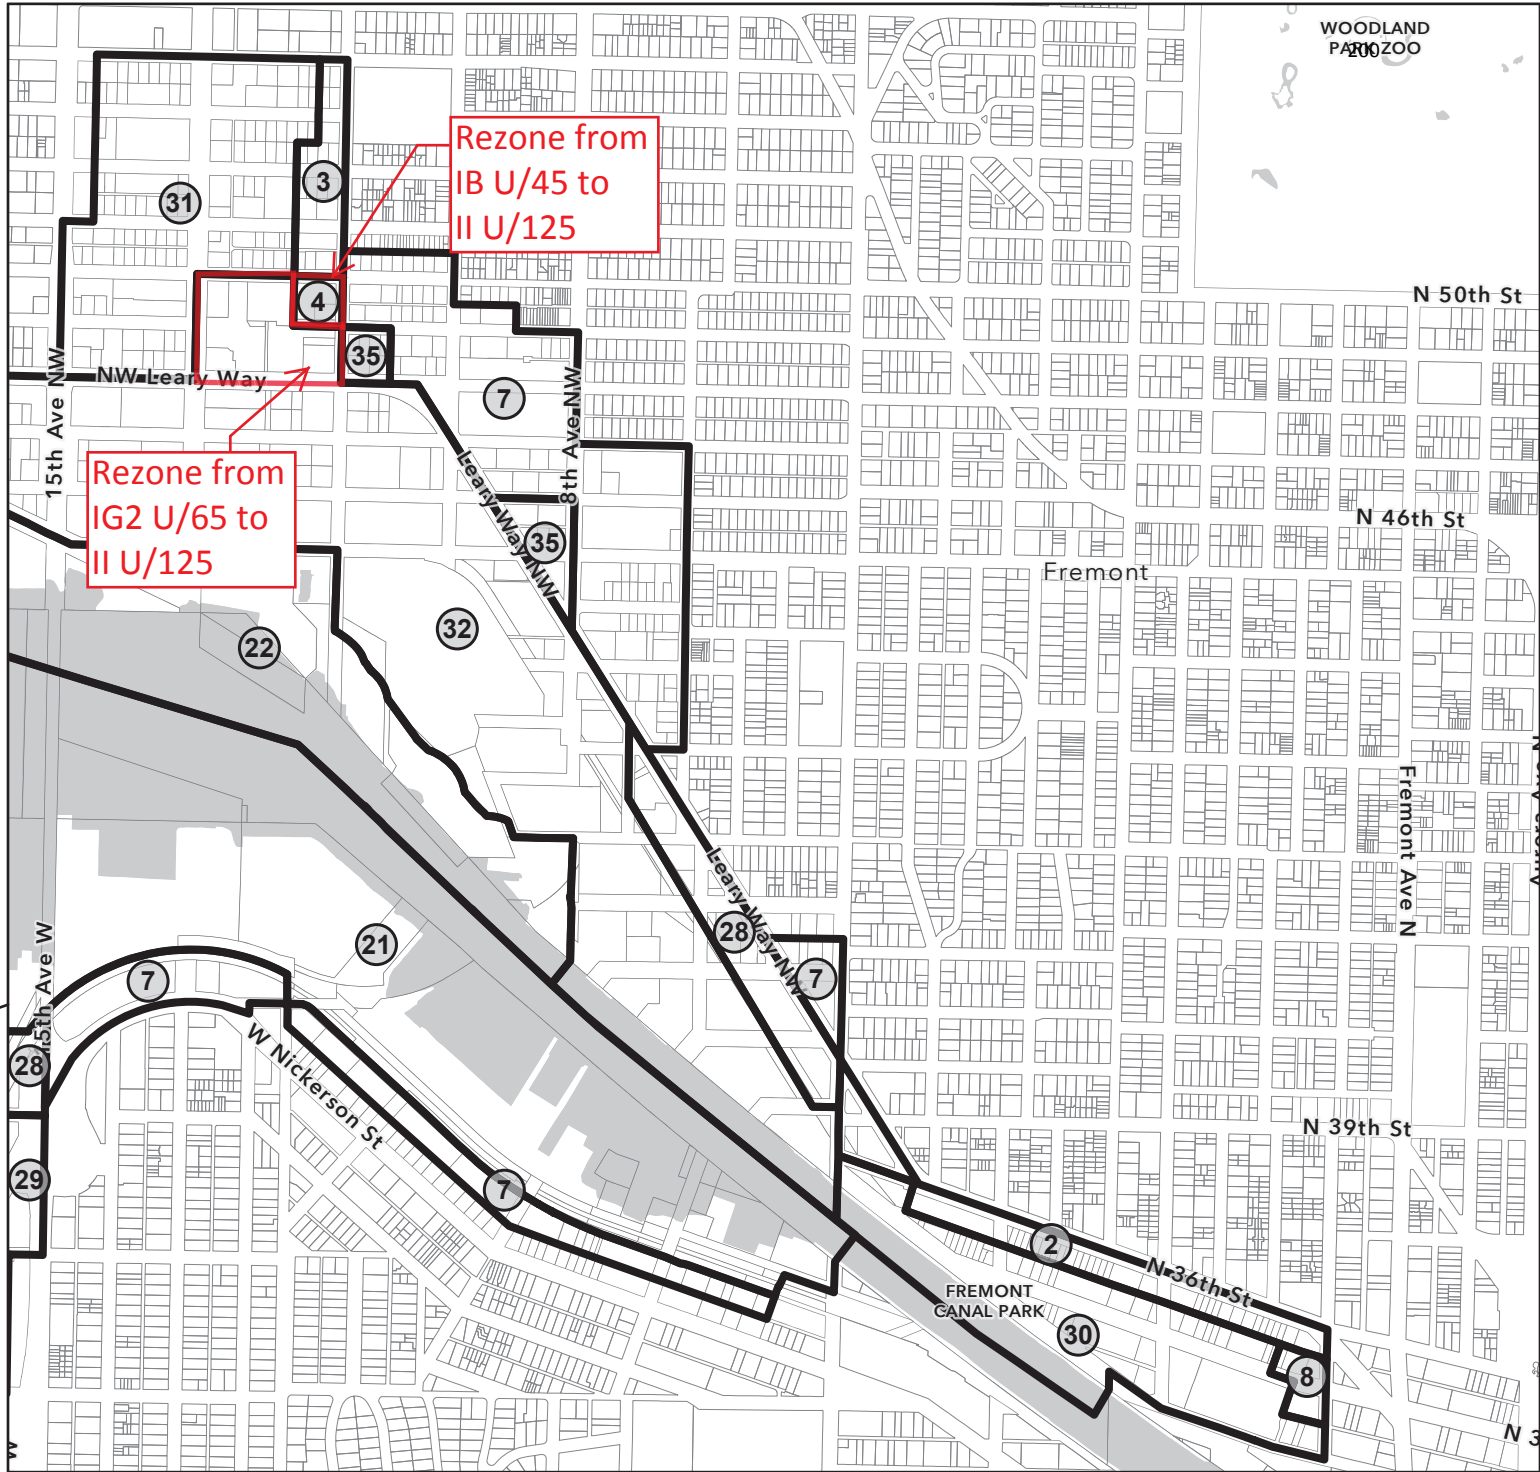 WOODLAND
PARK ZOO
200
Rezone from
IB U/45 to
II U/125
3
31
4
N 50th St
35
NW Leary Way
7
15th Ave NW
8th Ave NW
Rezone from
IG2 U/65 to
II U/125
Leary Way NW
35
N 46th St
Fremont
32
22
Fremont Ave N
Leary Way NW
28
21
7
7
15th Ave W
28
W Nickerson St
N 39th St
29
7
2
N 36th St
FREMONT
CANAL PARK
30
8
N 3
W